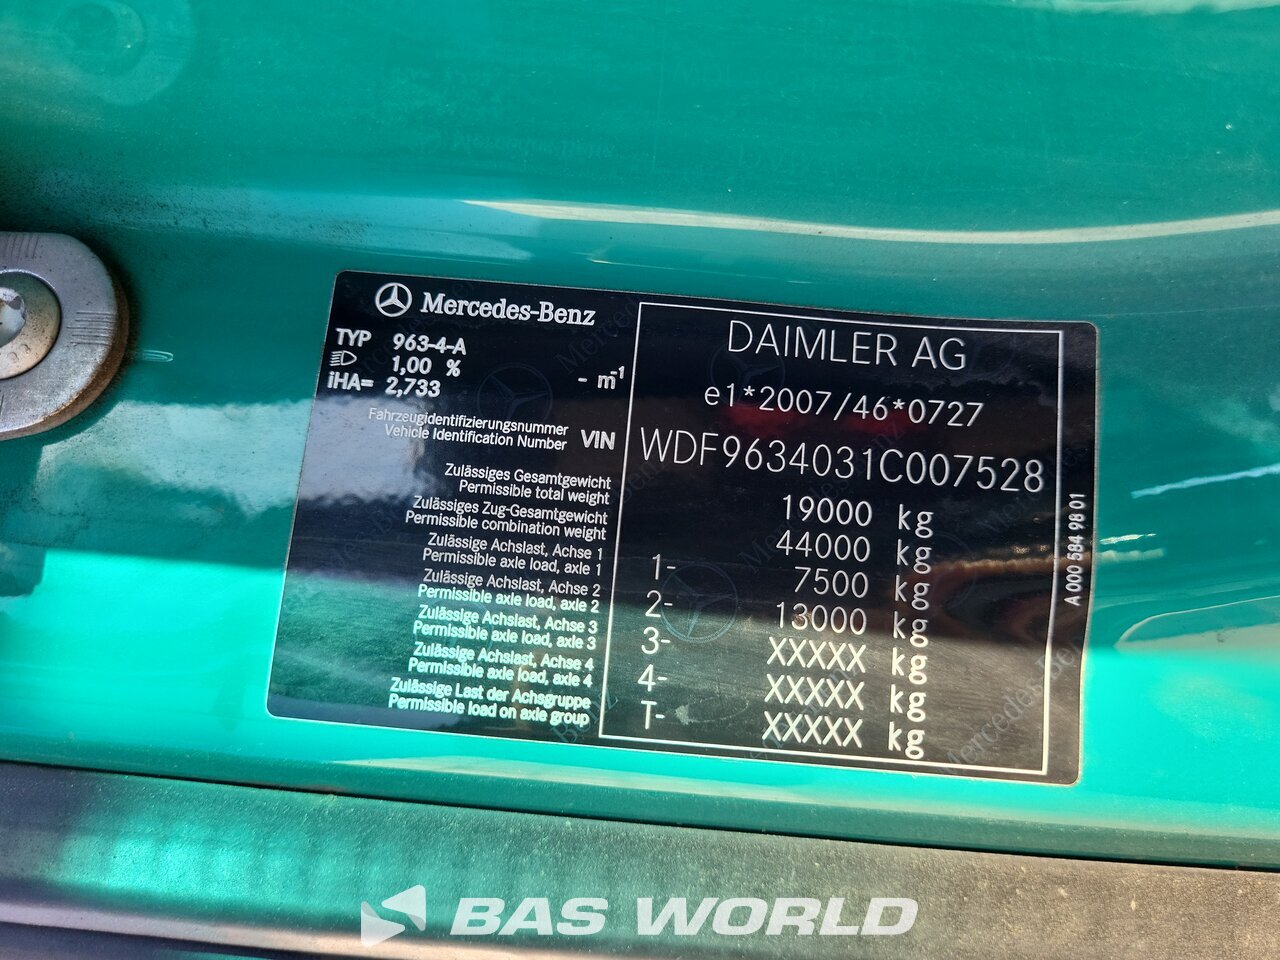 Mercedes-Benz
TYP 963-4-A
1,00 %
iHA= 2,733
- m-1
Fahrzeugidentifizierungsnummer
Vehicle Identification Number VIN
Zulässiges Gesamtgewicht
Permissible total weight
Zulässiges Zug-Gesamtgewicht
Permissible combination weight
Zulässige Achslast, Achse 1
Permissible axle load, axle 1
Zulässige Achslast, Achse 2
Permissible axle load, axle 2
Zulässige Achslast, Achse 3
Permissible axle load, axle 3
Zulässige Achslast, Achse 4
Permissible axle load, axle 4
Zulässige Last der Achsgruppe
Permissible load on axle group
DAIMLER AG
e1*2007/46*0727
WDF9634031C007528
19000 kg
44000 kg
1- 7500 kg
2- 13000 kg
3- XXXXX kg
4- XXXXX kg
T- XXXXX kg
A 000 584 98 01
BAS WORLD